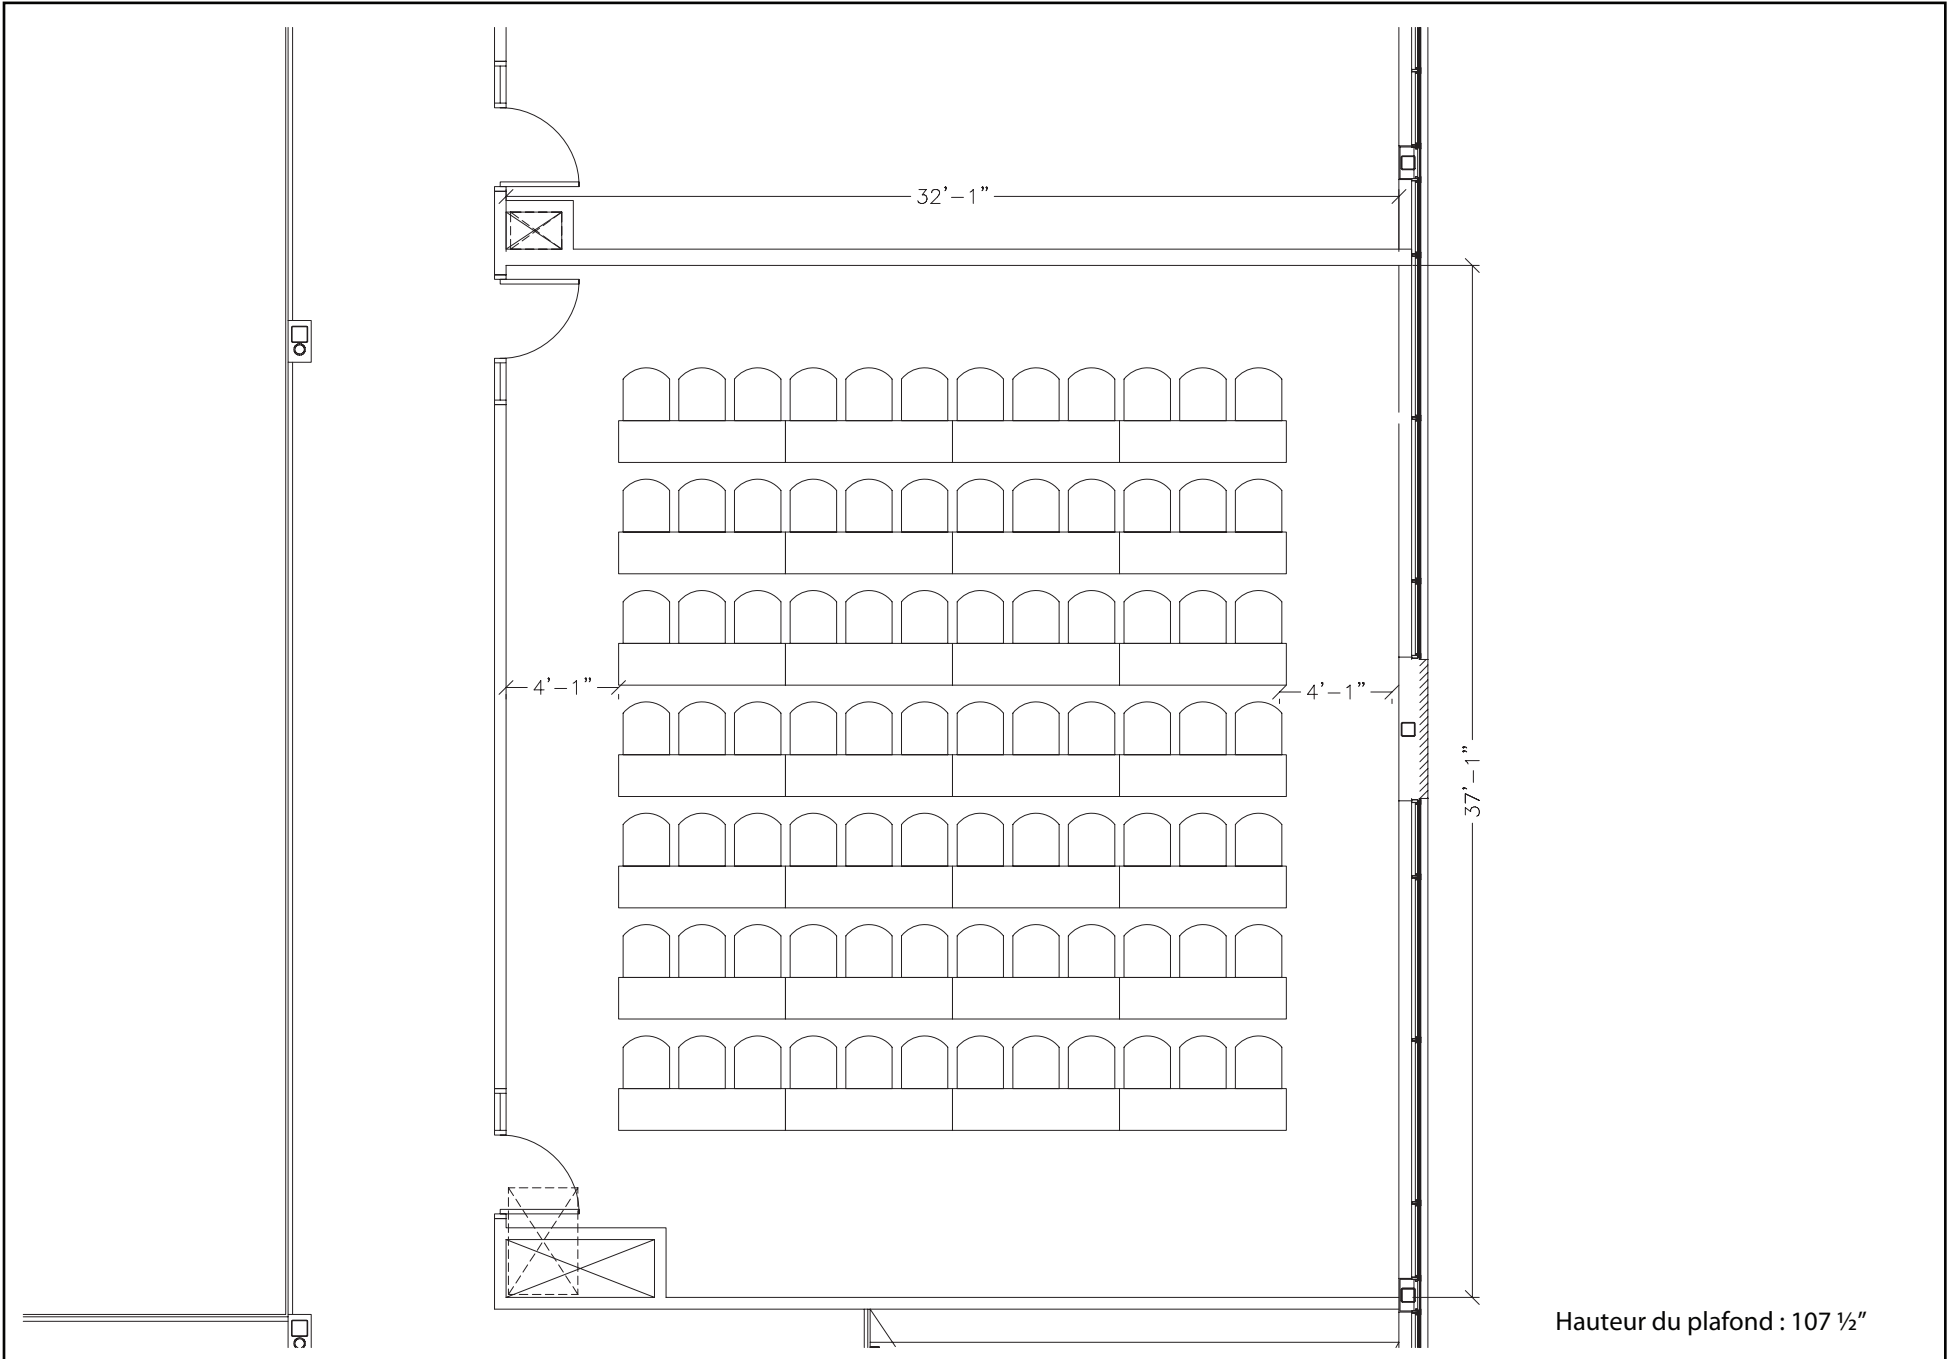 32’–1”
4’–1”
4’–1”
37’–1”
Hauteur du plafond : 107 ½”